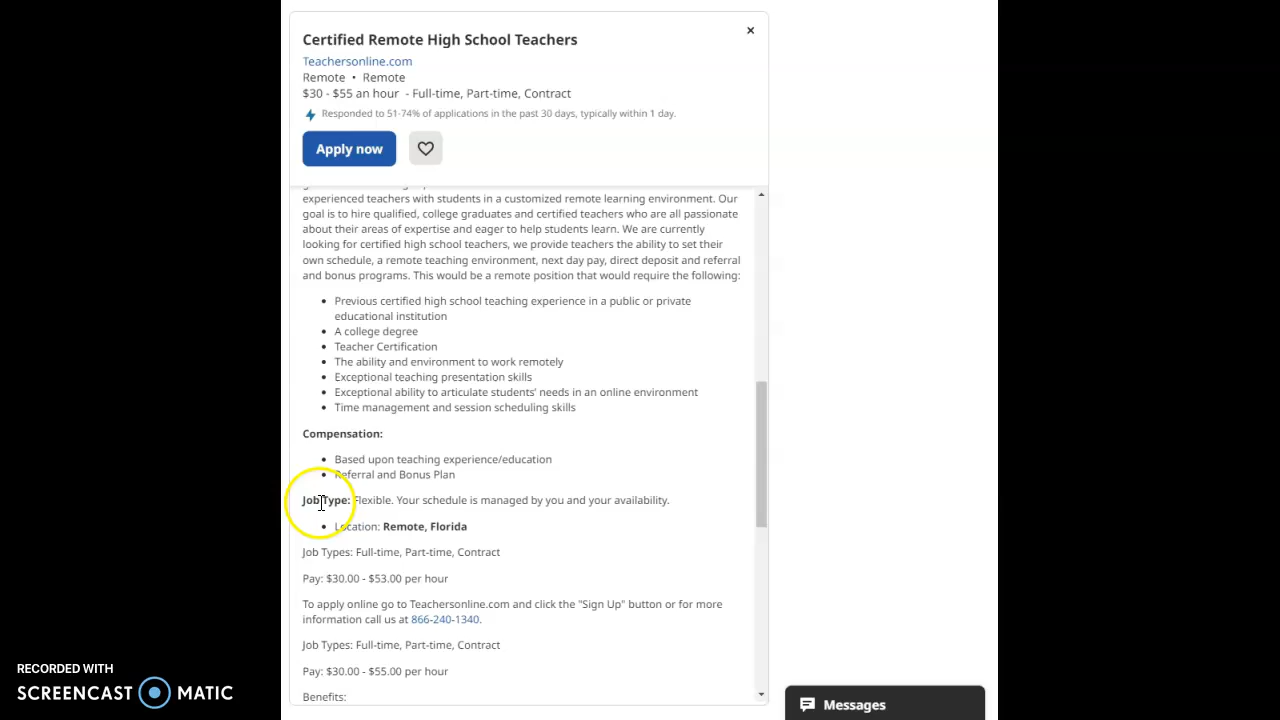 Certified Remote High School Teachers
Teachersonline.com
Remote • Remote
$30 - $55 an hour - Full-time, Part-time, Contract
Responded to 51-74% of applications in the past 30 days, typically within 1 day.
Apply now
experienced teachers with students in a customized remote learning environment. Our
goal is to hire qualified, college graduates and certified teachers who are all passionate
about their areas of expertise and eager to help students learn. We are currently
looking for certified high school teachers, we provide teachers the ability to set their
own schedule, a remote teaching environment, next day pay, direct deposit and referral
and bonus programs. This would be a remote position that would require the following:
• Previous certified high school teaching experience in a public or private
educational institution
• A college degree
• Teacher Certification
• The ability and environment to work remotely
• Exceptional teaching presentation skills
• Exceptional ability to articulate students' needs in an online environment
• Time management and session scheduling skills
Compensation:
• Based upon teaching experience/education
• Referral and Bonus Plan
Job Type: Flexible. Your schedule is managed by you and your availability.
• Location: Remote, Florida
Job Types: Full-time, Part-time, Contract
Pay: $30.00 - $53.00 per hour
To apply online go to Teachersonline.com and click the "Sign Up" button or for more
information call us at 866-240-1340.
Job Types: Full-time, Part-time, Contract
Pay: $30.00 - $55.00 per hour
Benefits:
Messages
RECORDED WITH
SCREENCAST MATIC